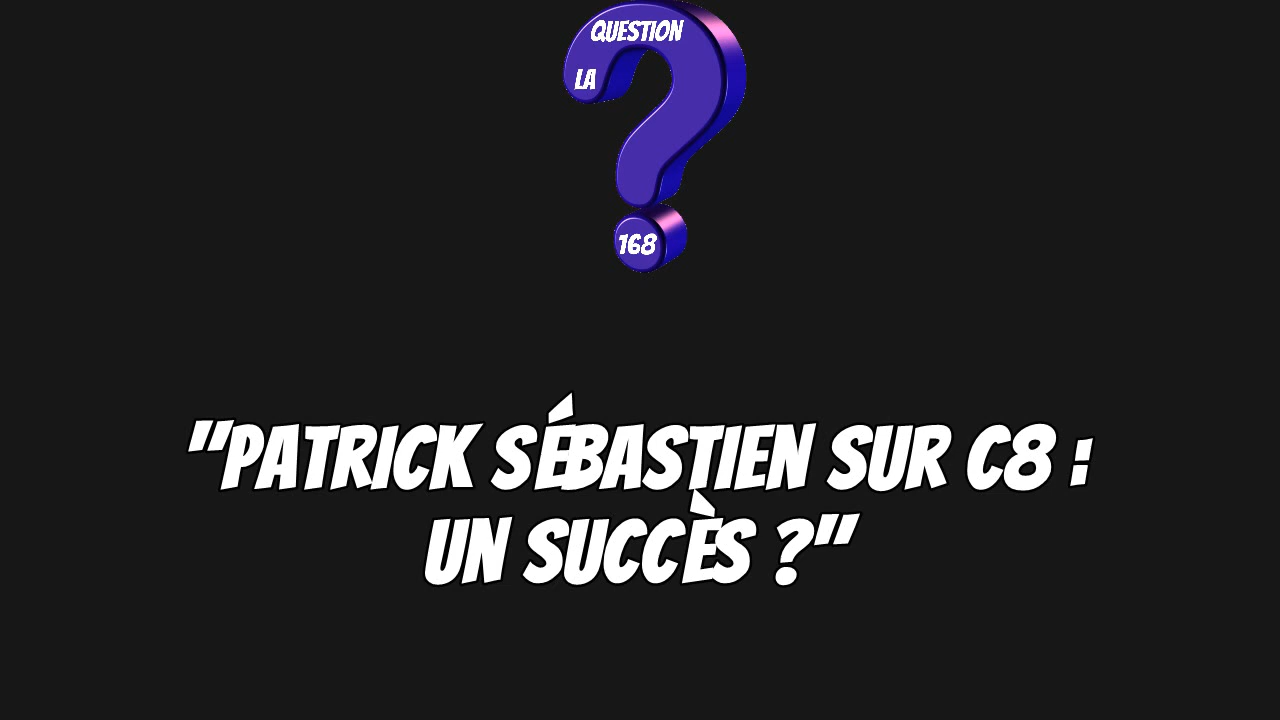 QUESTION
LA
168
"PATRICK SÉBASTIEN SUR C8 :
UN SUCCÈS ?"